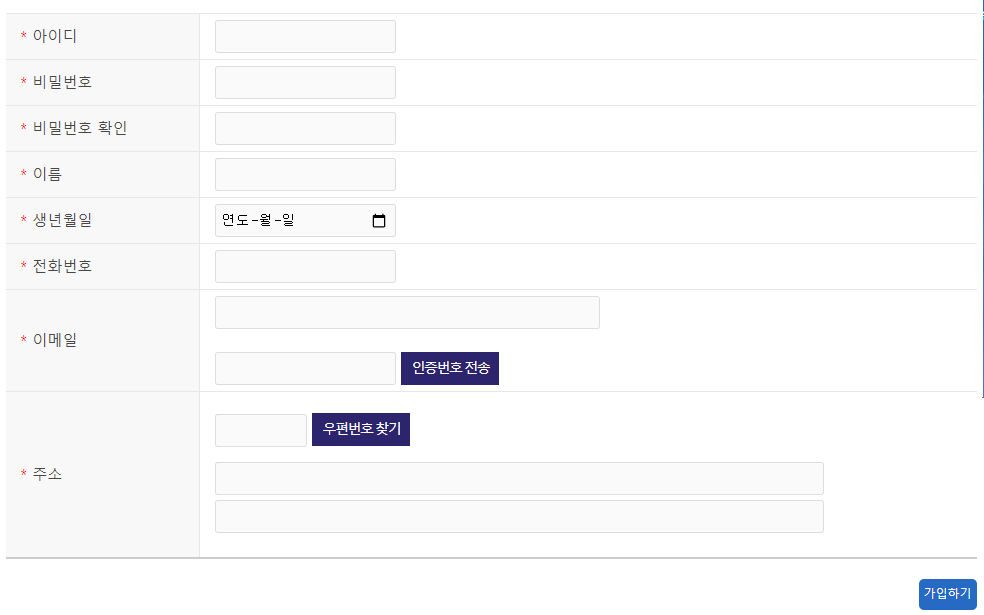 * 아이디
* 비밀번호
* 비밀번호 확인
* 이름
* 생년월일 연도-월-일
* 전화번호
* 이메일
인증번호 전송
우편번호 찾기
* 주소
가입하기